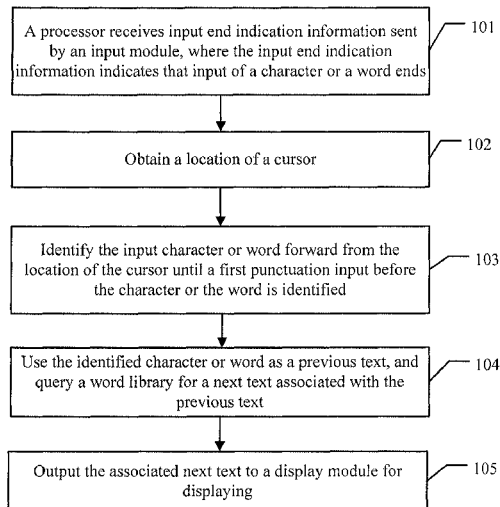 A processor receives input end indication information sent
by an input module, where the input end indication
information indicates that input of a character or a word ends
101
Obtain a location of a cursor
102
Identify the input character or word forward from the
location of the cursor until a first punctuation input before
the character or the word is identified
103
Use the identified character or word as a previous text, and
query a word library for a next text associated with the
previous text
104
Output the associated next text to a display module for
displaying
105